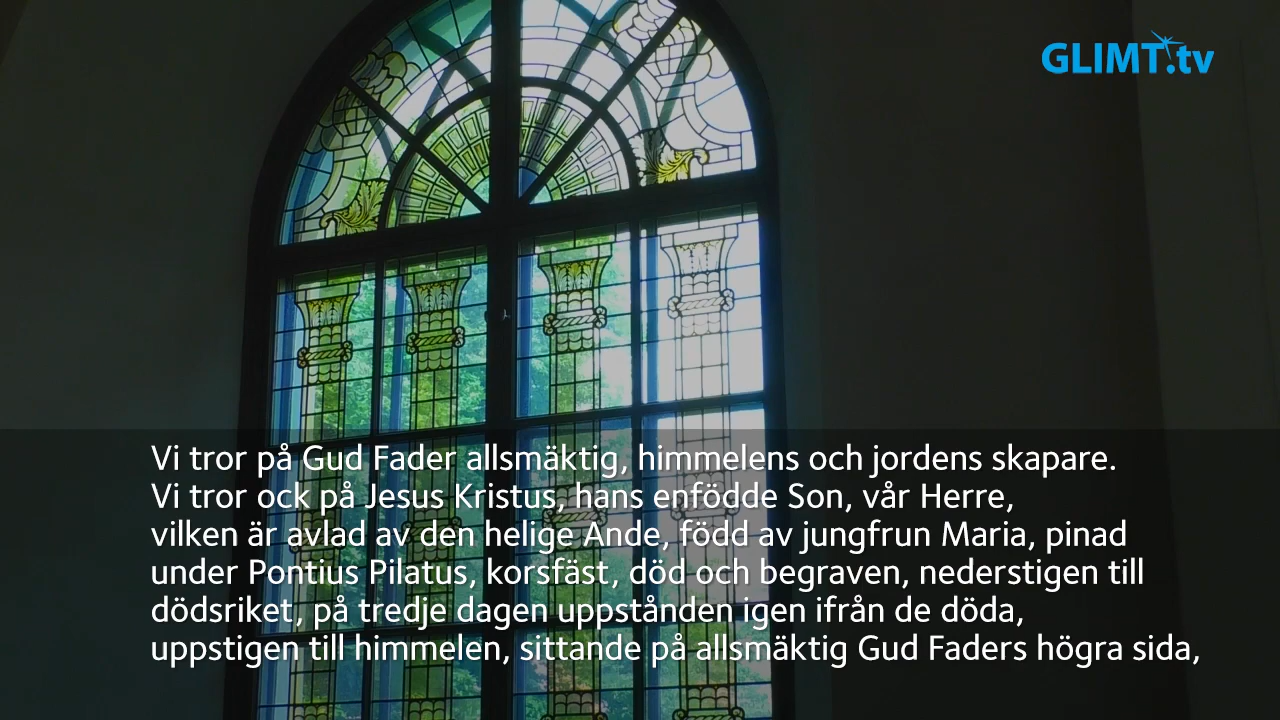 GLIMT.tv
Vi tror på Gud Fader allsmäktig, himmelens och jordens skapare.
Vi tror ock på Jesus Kristus, hans enfödde Son, vår Herre,
vilken är avlad av den helige Ande, född av jungfrun Maria, pinad
under Pontius Pilatus, korsfäst, död och begraven, nederstigen till
dödsriket, på tredje dagen uppstånden igen ifrån de döda,
uppstigen till himmelen, sittande på allsmäktig Gud Faders högra sida,